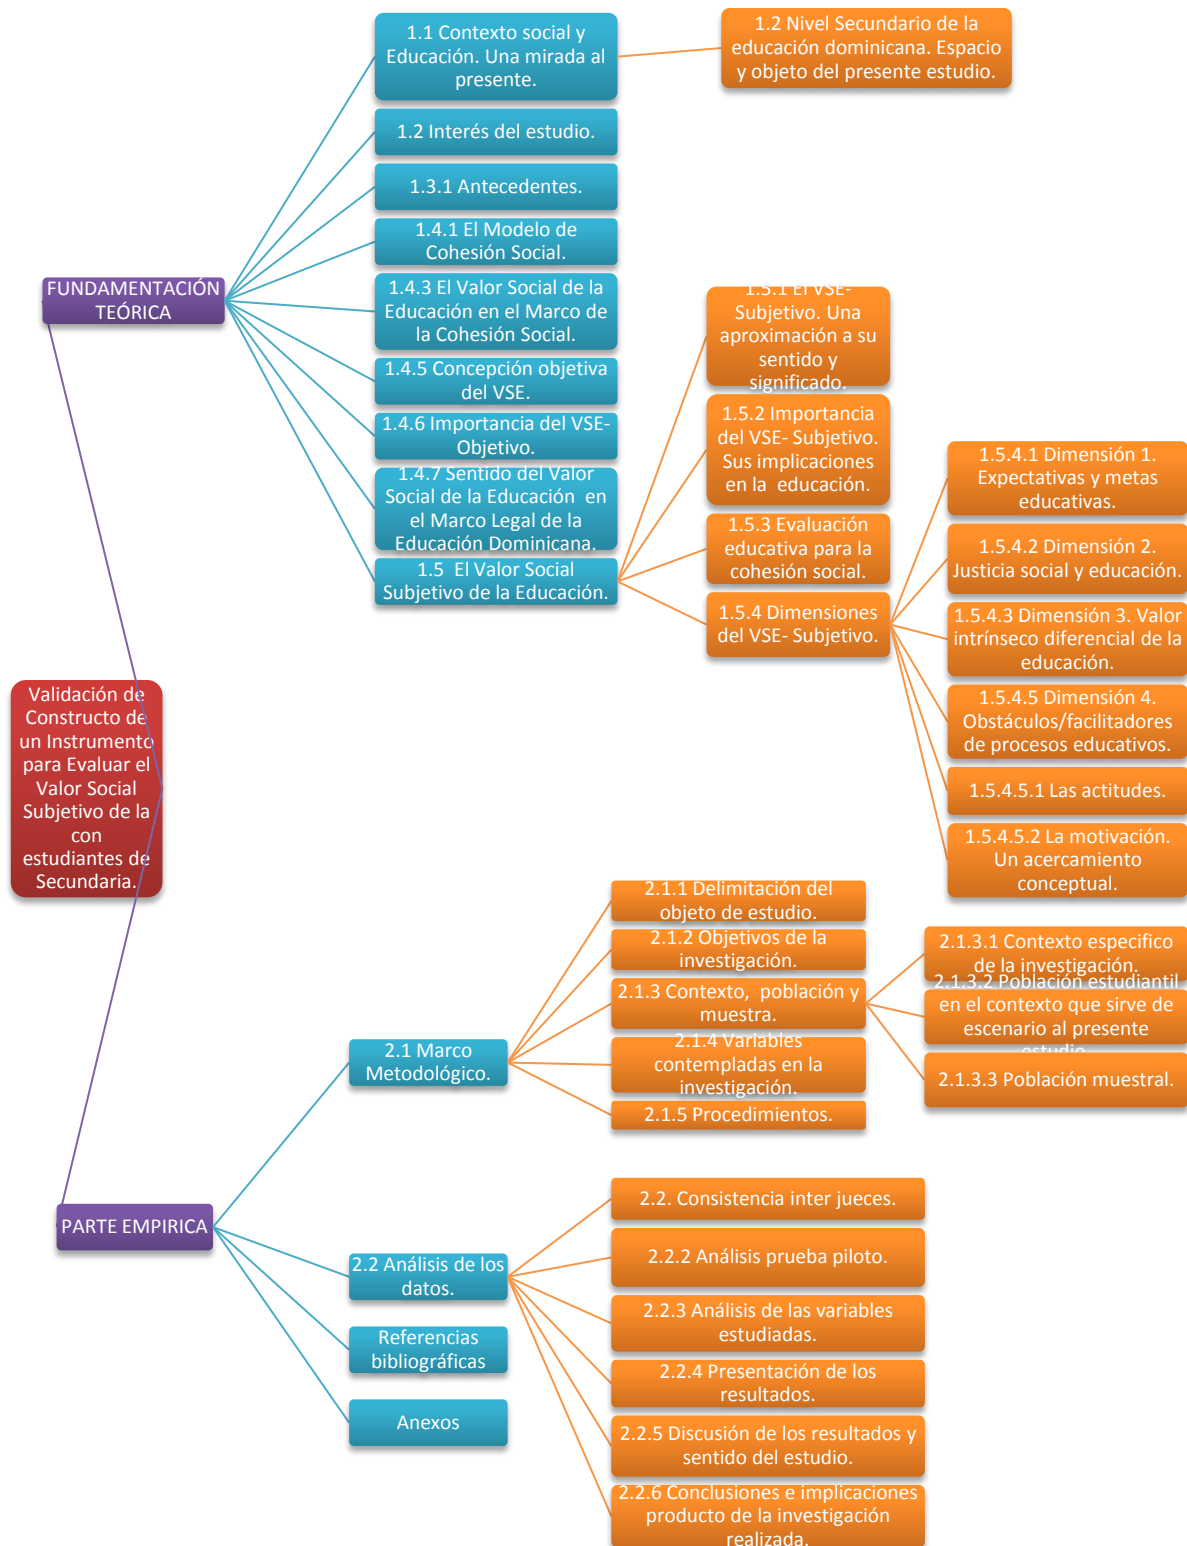 Validación de
Constructo de
un Instrumento
para Evaluar el
Valor Social
Subjetivo de la
con
estudiantes de
Secundaria.
FUNDAMENTACIÓN
TEÓRICA
1.1 Contexto social y
Educación. Una mirada al
presente.
1.2 Nivel Secundario de la
educación dominicana. Espacio
y objeto del presente estudio.
1.2 Interés del estudio.
1.3.1 Antecedentes.
1.4.1 El Modelo de
Cohesión Social.
1.4.3 El Valor Social de la
Educación en el Marco de
la Cohesión Social.
1.4.5 Concepción objetiva
del VSE.
1.4.6 Importancia del VSE-
Objetivo.
1.4.7 Sentido del Valor
Social de la Educación en
el Marco Legal de la
Educación Dominicana.
1.5 El Valor Social
Subjetivo de la Educación.
1.5.1 El VSE-
Subjetivo. Una
aproximación a su
sentido y
significado.
1.5.2 Importancia
del VSE- Subjetivo.
Sus implicaciones
en la educación.
1.5.3 Evaluación
educativa para la
cohesión social.
1.5.4 Dimensiones
del VSE- Subjetivo.
1.5.4.1 Dimensión 1.
Expectativas y metas
educativas.
1.5.4.2 Dimensión 2.
Justicia social y educación.
1.5.4.3 Dimensión 3. Valor
intrínseco diferencial de la
educación.
1.5.4.5 Dimensión 4.
Obstáculos/facilitadores
de procesos educativos.
1.5.4.5.1 Las actitudes.
1.5.4.5.2 La motivación.
Un acercamiento
conceptual.
PARTE EMPIRICA
2.1 Marco
Metodológico.
2.1.1 Delimitación del
objeto de estudio.
2.1.2 Objetivos de la
investigación.
2.1.3 Contexto, población y
muestra.
2.1.3.1 Contexto especifico
de la investigación.
2.1.3.2 Población estudiantil
en el contexto que sirve de
escenario al presente
estudio
2.1.3.3 Población muestral.
2.1.4 Variables
contempladas en la
investigación.
2.1.5 Procedimientos.
2.2 Análisis de los
datos.
2.2. Consistencia inter jueces.
2.2.2 Análisis prueba piloto.
2.2.3 Análisis de las variables
estudiadas.
2.2.4 Presentación de los
resultados.
2.2.5 Discusión de los resultados y
sentido del estudio.
2.2.6 Conclusiones e implicaciones
producto de la investigación
realizada.
Referencias
bibliográficas
Anexos